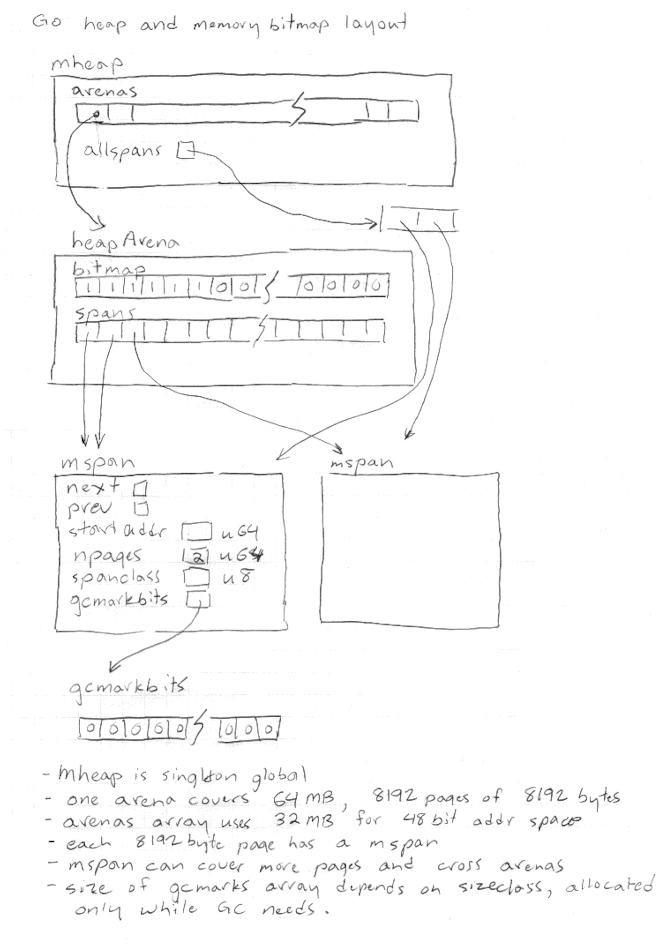 Go heap and memory bitmap layout
mheap
arenas
allspans
heapArena
bitmap
1 1 1 1 1 1 0 0 0 0 0 0
spans
mspan
mspan
next
prev
start addr u64
npages 2 u64
spanclass u8
gcmarkbits
gcmarkbits
0 0 0 0 0 0 0 0
- Mheap is singleton global
- one arena covers 64 MB, 8192 pages of 8192 bytes
- arenas array uses 32 MB for 48 bit addr space
- each 8192 byte page has a mspan
- mspan can cover more pages and cross arenas
- size of gcmarks array depends on sizeclass, allocated
only while GC needs.